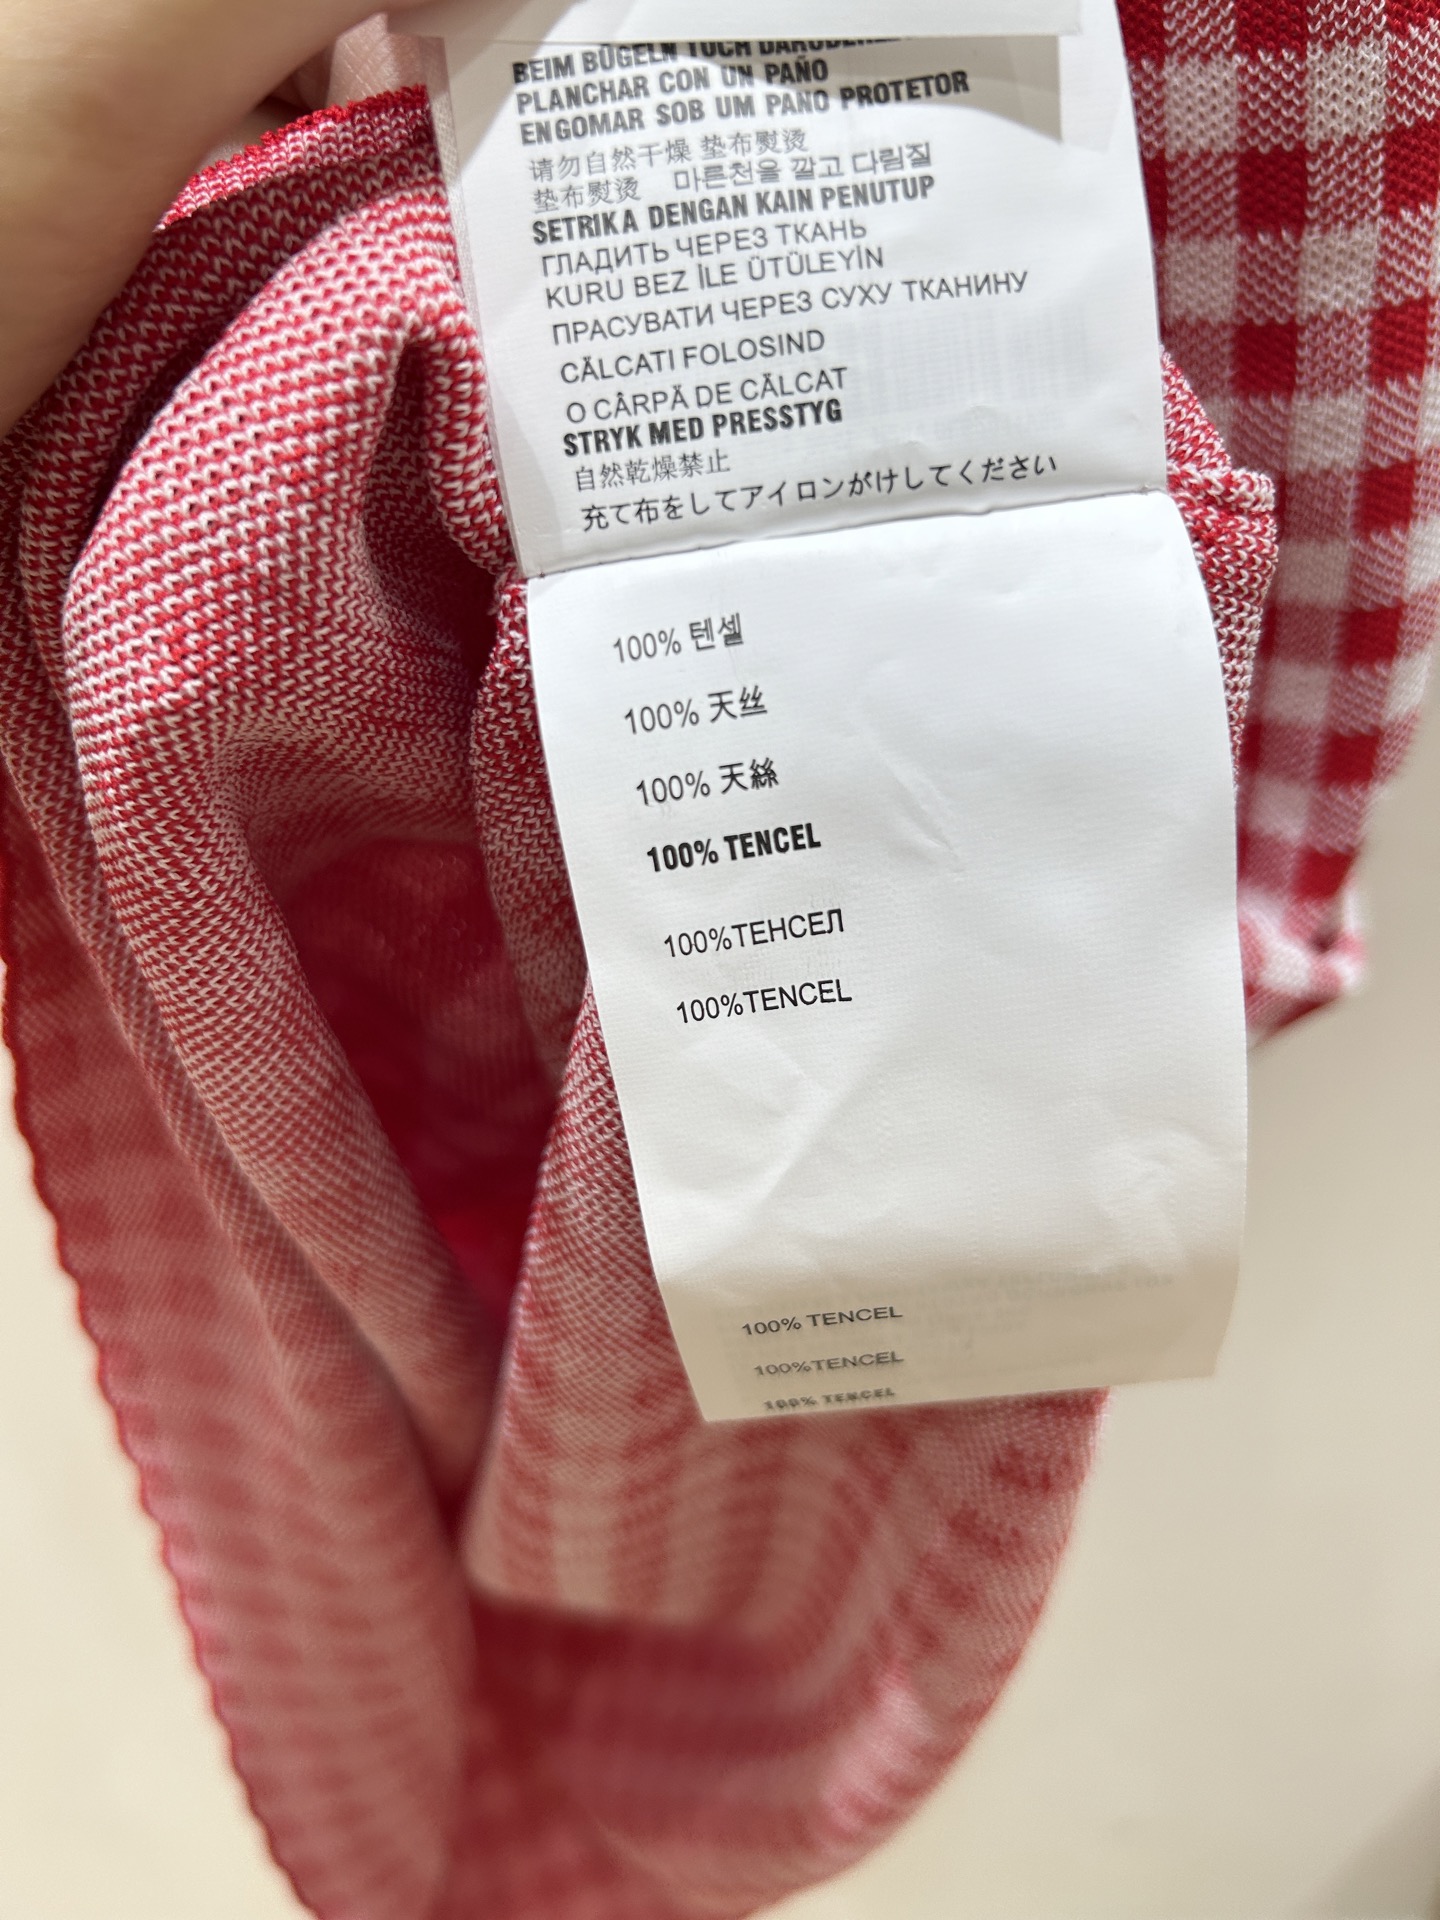 BEIM BÜGELN TUCH
PLANCHAR CON UN PAÑO
ENGOMAR SOB UM PANO PROTETOR
请勿自然干燥 垫布熨烫
垫布熨烫 마른천을 깔고 다림질
SETRIKA DENGAN KAIN PENUTUP
ГЛАДИТЬ ЧЕРЕЗ ТКАНЬ
KURU BEZ İLE ÜTÜLEYİN
ПРАСУВАТИ ЧЕРЕЗ СУХУ ТКАНИНУ
CĂLCATI FOLOSIND
O CÂRPĂ DE CĂLCAT
STRYK MED PRESSTYG
自然乾燥禁止
充て布をしてアイロンがけしてください
100% 텐셀
100% 天丝
100% 天絲
100% TENCEL
100%ТЕНСЕЛ
100%TENCEL
100% TENCEL
100%TENCEL
100% TENCEL